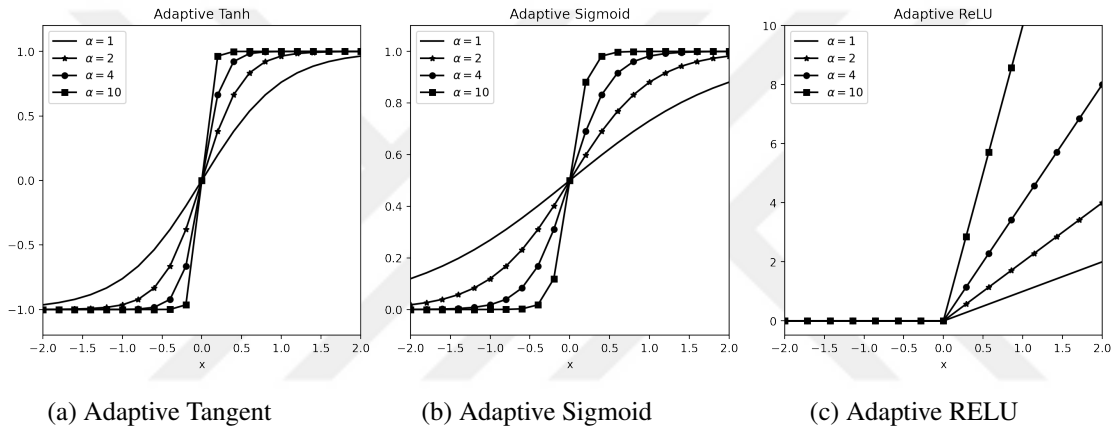 Adaptive Tanh
α = 1
α = 2
α = 4
α = 10
1.0
0.5
0.0
−0.5
−1.0
−2.0 −1.5 −1.0 −0.5 0.0 0.5 1.0 1.5 2.0
x
(a) Adaptive Tangent
Adaptive Sigmoid
α = 1
α = 2
α = 4
α = 10
1.0
0.8
0.6
0.4
0.2
0.0
−2.0 −1.5 −1.0 −0.5 0.0 0.5 1.0 1.5 2.0
x
(b) Adaptive Sigmoid
Adaptive ReLU
α = 1
α = 2
α = 4
α = 10
10
8
6
4
2
0
−2.0 −1.5 −1.0 −0.5 0.0 0.5 1.0 1.5 2.0
x
(c) Adaptive RELU